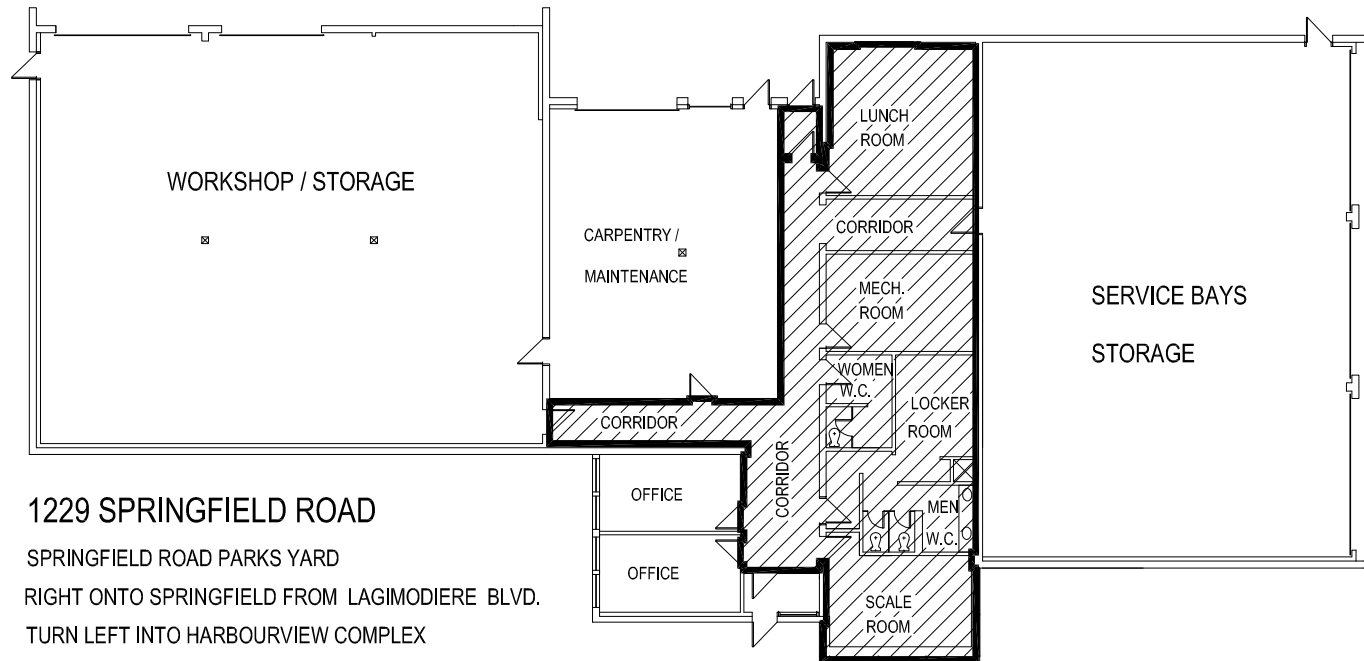 LUNCH
ROOM
WORKSHOP / STORAGE
CORRIDOR
CARPENTRY /
MAINTENANCE
MECH.
ROOM
SERVICE BAYS
STORAGE
WOMEN
W.C.
LOCKER
ROOM
CORRIDOR
CORRIDOR
OFFICE
MEN
W.C.
OFFICE
SCALE
ROOM
1229 SPRINGFIELD ROAD
SPRINGFIELD ROAD PARKS YARD
RIGHT ONTO SPRINGFIELD FROM LAGIMODIERE BLVD.
TURN LEFT INTO HARBOURVIEW COMPLEX